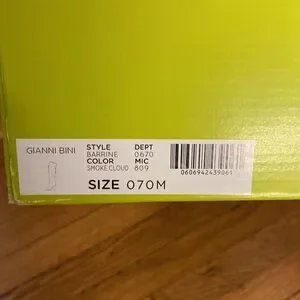 GIANNI BINI
STYLE DEPT
BARRINE 0670
COLOR MIC
SMOKE CLOUD 809
0606942439061
SIZE 070M